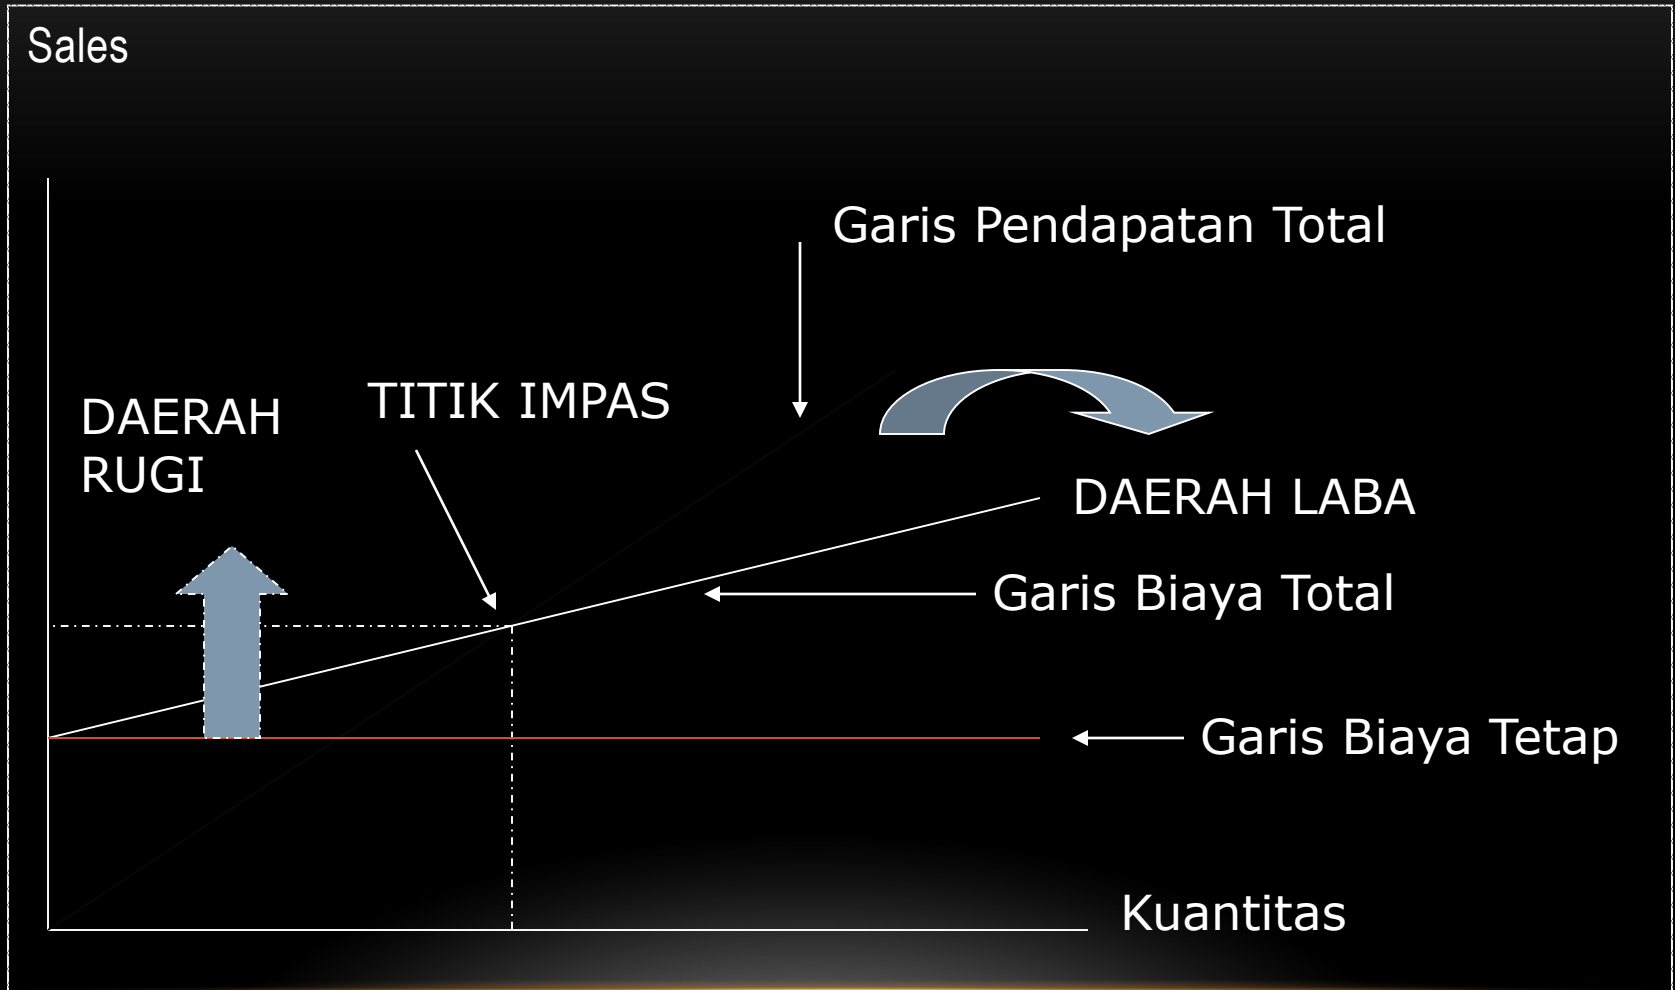 Sales
Garis Pendapatan Total
TITIK IMPAS
DAERAH
RUGI
DAERAH LABA
Garis Biaya Total
Garis Biaya Tetap
Kuantitas